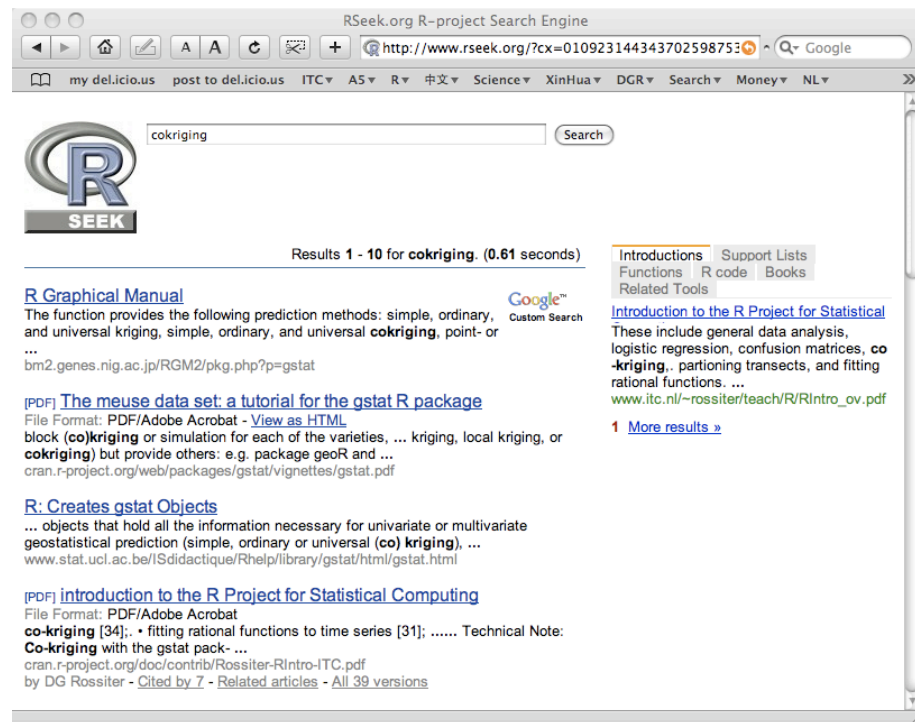 RSeek.org R-project Search Engine
A A + http://www.rseek.org/?cx=010923144343702598753 Google
my del.icio.us post to del.icio.us ITC▾ A5▾ R▾ 中文▾ Science▾ XinHua▾ DGR▾ Search▾ Money▾ NL▾ »
R
SEEK
cokriging
Search
Results 1 - 10 for cokriging. (0.61 seconds)
R Graphical Manual
The function provides the following prediction methods: simple, ordinary,
and universal kriging, simple, ordinary, and universal cokriging, point- or
...
bm2.genes.nig.ac.jp/RGM2/pkg.php?p=gstat
Google™
Custom Search
[PDF] The meuse data set: a tutorial for the gstat R package
File Format: PDF/Adobe Acrobat - View as HTML
block (co)kriging or simulation for each of the varieties, ... kriging, local kriging, or
cokriging) but provide others: e.g. package geoR and ...
cran.r-project.org/web/packages/gstat/vignettes/gstat.pdf
R: Creates gstat Objects
... objects that hold all the information necessary for univariate or multivariate
geostatistical prediction (simple, ordinary or universal (co) kriging), ...
www.stat.ucl.ac.be/ISdidactique/Rhelp/library/gstat/html/gstat.html
[PDF] introduction to the R Project for Statistical Computing
File Format: PDF/Adobe Acrobat
co-kriging [34];. • fitting rational functions to time series [31]; ...... Technical Note:
Co-kriging with the gstat pack- ...
cran.r-project.org/doc/contrib/Rossiter-RIntro-ITC.pdf
by DG Rossiter - Cited by 7 - Related articles - All 39 versions
Introductions Support Lists
Functions R code Books
Related Tools
Introduction to the R Project for Statistical
These include general data analysis,
logistic regression, confusion matrices, co
-kriging,. partioning transects, and fitting
rational functions. ...
www.itc.nl/~rossiter/teach/R/RIntro_ov.pdf
1 More results »